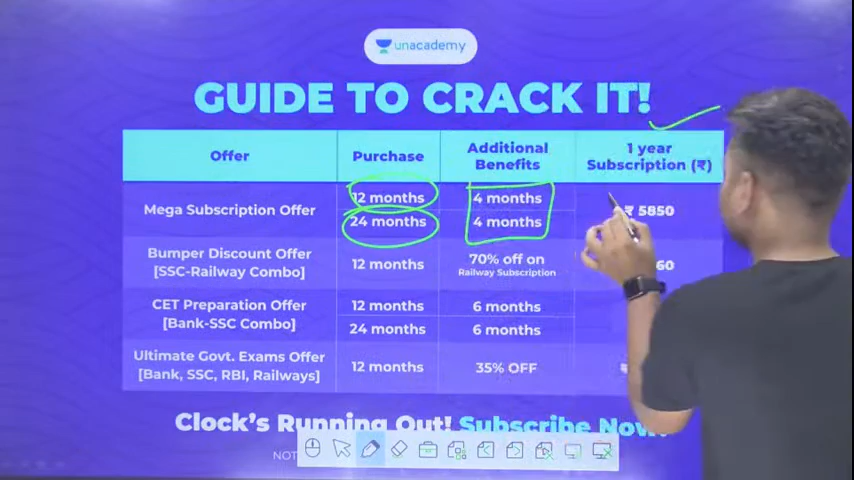 unacademy
GUIDE TO CRACK IT!
Offer
Purchase
Additional
Benefits
1 year
Subscription (₹)
Mega Subscription Offer
12 months
4 months
₹ 5850
24 months
4 months
Bumper Discount Offer
[SSC-Railway Combo]
12 months
70% off on
Railway Subscription
60
CET Preparation Offer
[Bank-SSC Combo]
12 months
6 months
24 months
6 months
Ultimate Govt. Exams Offer
[Bank, SSC, RBI, Railways]
12 months
35% OFF
₹
Clock's Running Out! Subscribe Now!
NOT